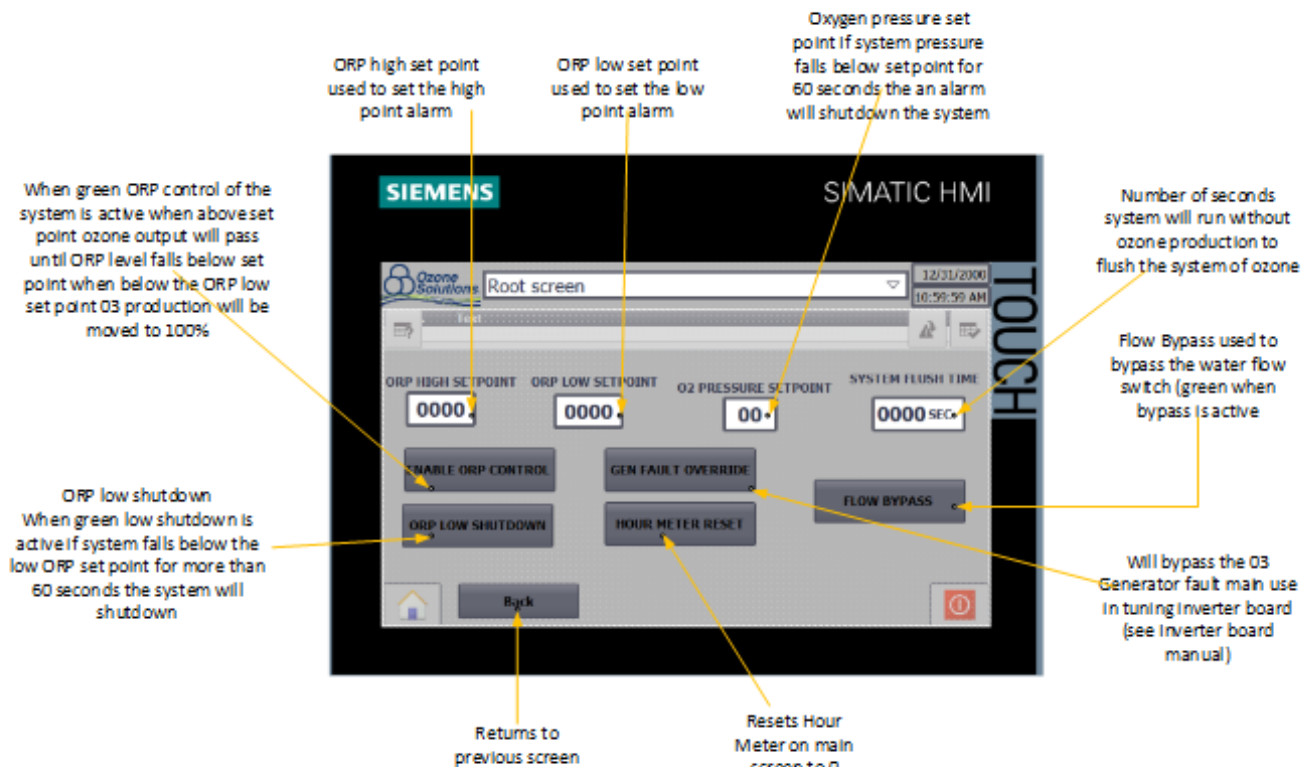 Oxygen pressure set
point if system pressure
falls below setpoint for
60 seconds the an alarm
will shutdown the system
ORP high set point
used to set the high
point alarm
ORP low set point
used to set the low
point alarm
When green ORP control of the
system is active when above set
point ozone output will pass
until ORP level falls below set
point when below the ORP low
set point 03 production will be
moved to 100%
ORP low shutdown
When green low shutdown is
active if system falls below the
low ORP set point for more than
60 seconds the system will
shutdown
SIEMENS
SIMATIC HMI
TOUCH
Ozone
Solutions
Root screen
12/31/2000
10:59:59 AM
Text
ORP HIGH SETPOINT
ORP LOW SETPOINT
O2 PRESSURE SETPOINT
SYSTEM FLUSH TIME
0000
0000
00
0000 SEC
ENABLE ORP CONTROL
GEN FAULT OVERRIDE
FLOW BYPASS
ORP LOW SHUTDOWN
HOUR METER RESET
Back
Number of seconds
system will run without
ozone production to
flush the system of ozone
Flow Bypass used to
bypass the water flow
switch (green when
bypass is active
Will bypass the 03
Generator fault main use
in tuning inverter board
(see inverter board
manual)
Returns to
previous screen
Resets Hour
Meter on main
screen to 0